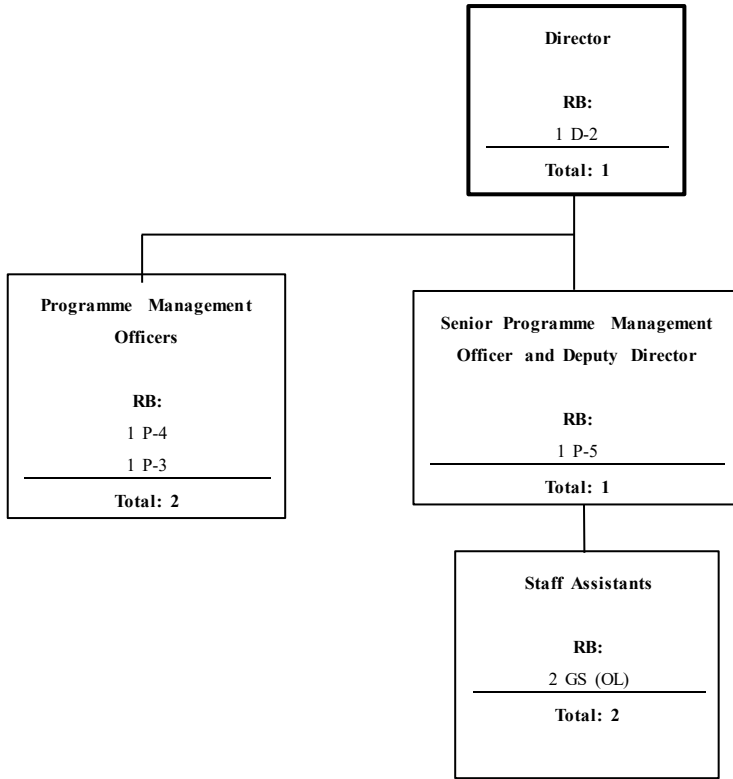 Director
RB:
1 D-2
Total: 1
Programme Management
Officers
RB:
1 P-4
1 P-3
Total: 2
Senior Programme Management
Officer and Deputy Director
RB:
1 P-5
Total: 1
Staff Assistants
RB:
2 GS (OL)
Total: 2